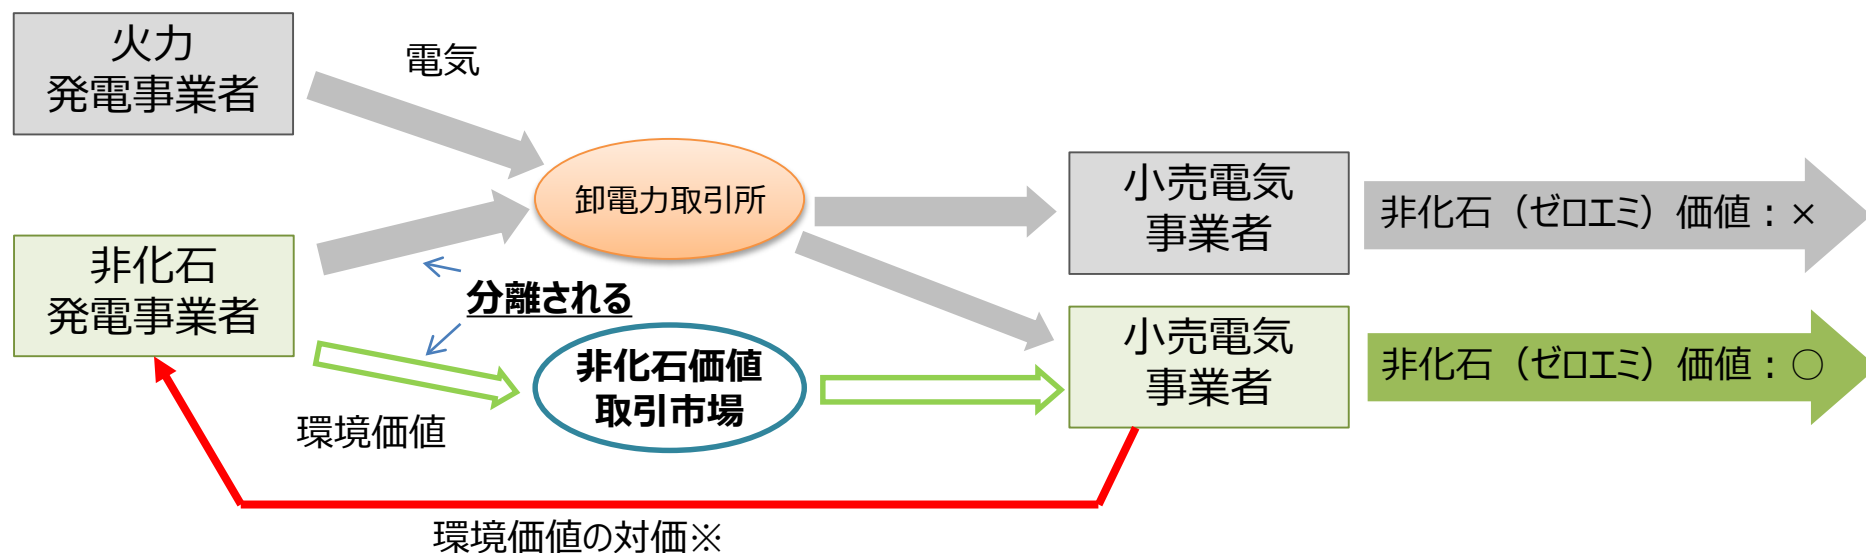 火力
発電事業者
電気
卸電力取引所
小売電気
事業者
非化石（ゼロエミ）価値：×
非化石
発電事業者
分離される
環境価値
非化石価値
取引市場
小売電気
事業者
非化石（ゼロエミ）価値：○
環境価値の対価※